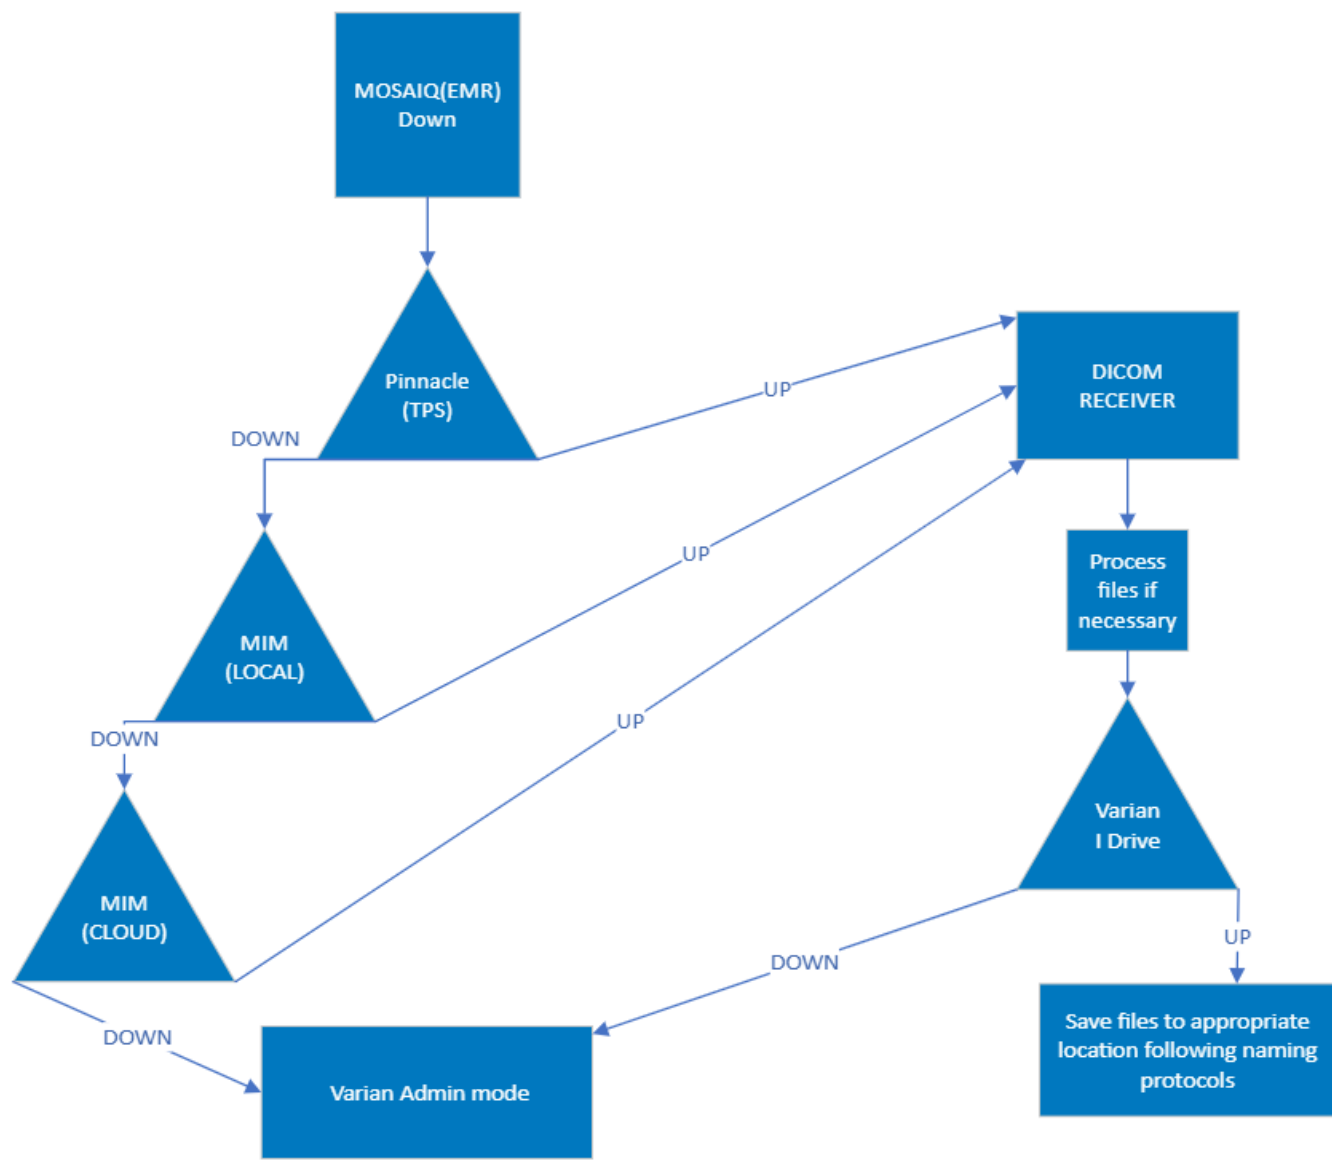 MOSAIQ(EMR)
Down
Pinnacle
(TPS)
DOWN
UP
DICOM
RECEIVER
UP
Process
files if
necessary
MIM
(LOCAL)
UP
DOWN
Varian
I Drive
MIM
(CLOUD)
UP
DOWN
DOWN
Save files to appropriate
location following naming
protocols
Varian Admin mode